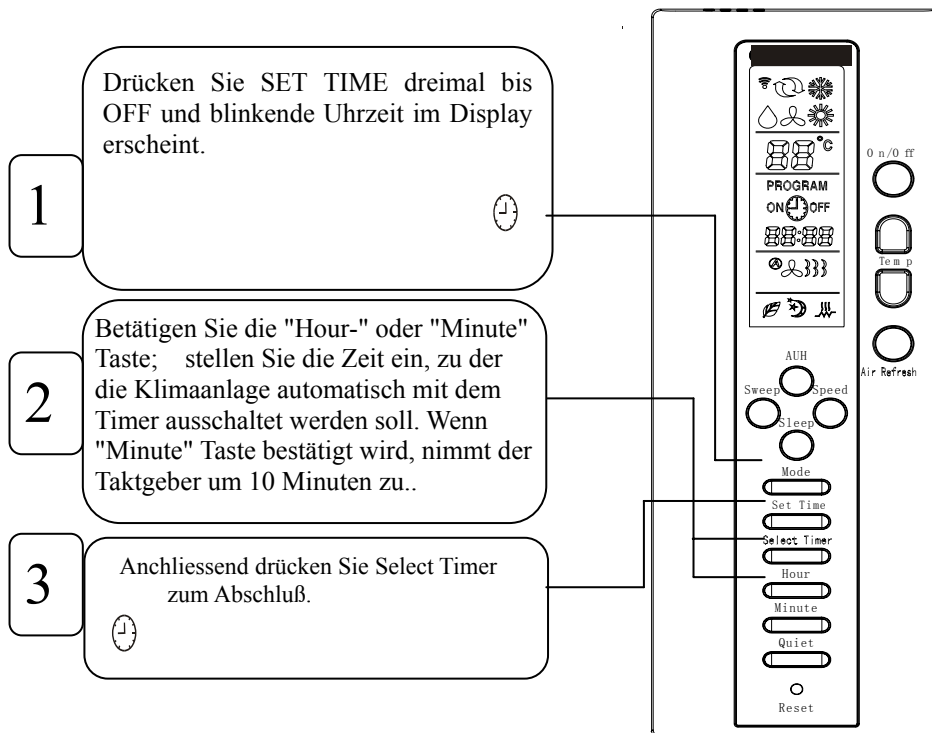 1
Drücken Sie SET TIME dreimal bis
OFF und blinkende Uhrzeit im Display
erscheint.
2
Betätigen Sie die "Hour-" oder "Minute"
Taste; stellen Sie die Zeit ein, zu der
die Klimaanlage automatisch mit dem
Timer ausschaltet werden soll. Wenn
"Minute" Taste bestätigt wird, nimmt der
Taktgeber um 10 Minuten zu..
3
Anchliessend drücken Sie Select Timer
zum Abschluß.
88°C
PROGRAM
ON OFF
88:88
On/Off
Temp
Air Refresh
AUH
Sweep Speed
Sleep
Mode
Set Time
Select Timer
Hour
Minute
Quiet
Reset